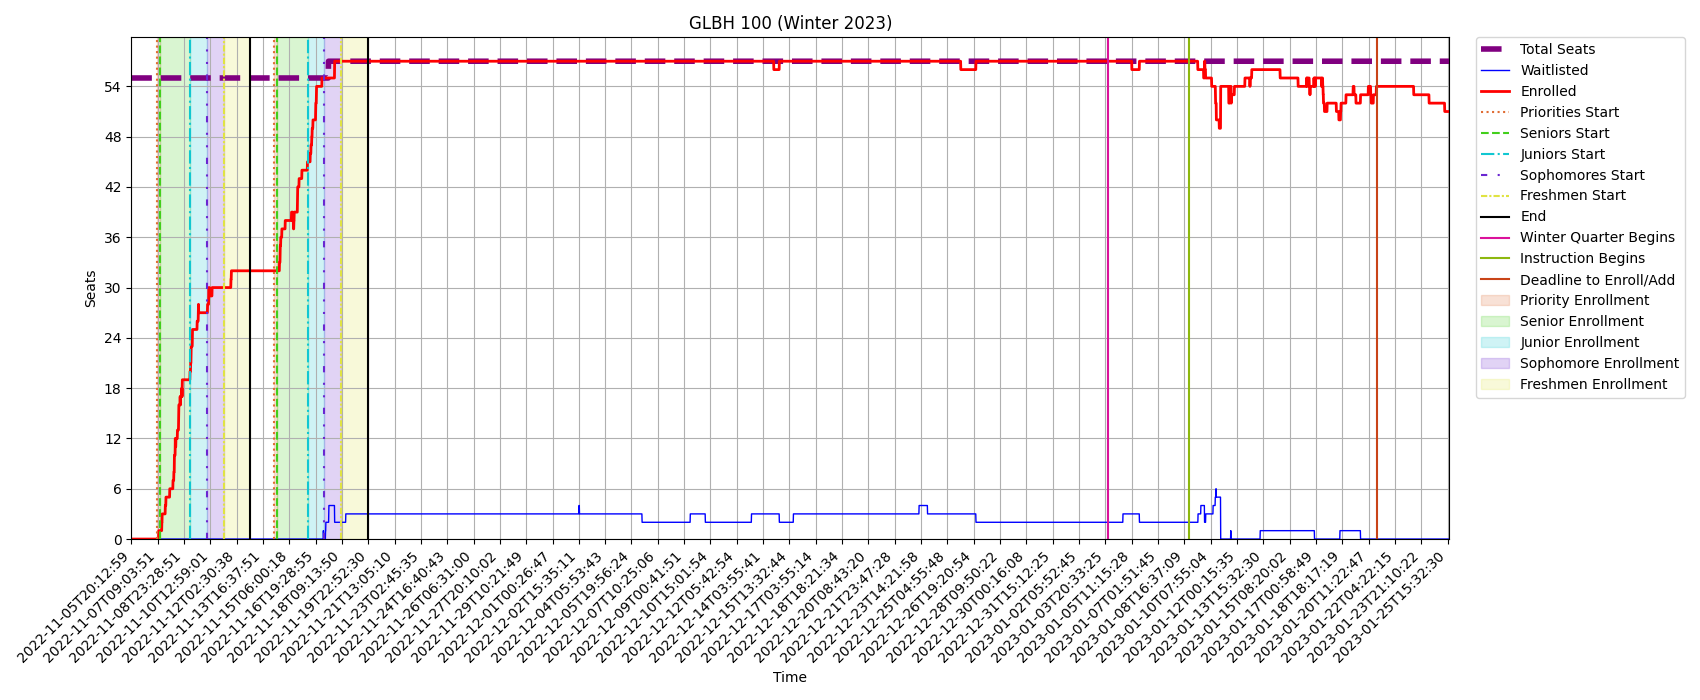 GLBH 100 (Winter 2023)
Seats
54
48
42
36
30
24
18
12
6
0
2022-11-05T20:12:59
2022-11-07T09:03:51
2022-11-08T23:28:51
2022-11-10T12:59:01
2022-11-12T02:30:38
2022-11-13T16:37:51
2022-11-15T06:00:18
2022-11-16T19:28:55
2022-11-18T09:13:50
2022-11-19T22:52:30
2022-11-21T13:05:10
2022-11-23T02:45:35
2022-11-24T16:40:43
2022-11-26T06:31:00
2022-11-27T20:10:02
2022-11-29T10:21:49
2022-12-01T00:26:47
2022-12-02T15:35:11
2022-12-04T05:53:43
2022-12-05T19:56:24
2022-12-07T10:25:06
2022-12-09T00:41:51
2022-12-10T15:01:54
2022-12-12T05:42:54
2022-12-14T03:55:41
2022-12-15T13:32:44
2022-12-17T03:55:14
2022-12-18T18:21:34
2022-12-20T08:43:20
2022-12-21T23:47:28
2022-12-23T14:21:58
2022-12-25T04:55:48
2022-12-26T19:20:54
2022-12-28T09:50:22
2022-12-30T00:16:08
2022-12-31T15:12:25
2023-01-02T05:52:45
2023-01-03T20:33:25
2023-01-05T11:15:28
2023-01-07T01:51:45
2023-01-08T16:37:09
2023-01-10T07:55:04
2023-01-12T00:15:35
2023-01-13T15:32:30
2023-01-15T08:20:02
2023-01-17T00:58:49
2023-01-18T18:17:19
2023-01-20T11:22:47
2023-01-22T04:22:15
2023-01-23T21:10:22
2023-01-25T15:32:30
Time
Total Seats
Waitlisted
Enrolled
Priorities Start
Seniors Start
Juniors Start
Sophomores Start
Freshmen Start
End
Winter Quarter Begins
Instruction Begins
Deadline to Enroll/Add
Priority Enrollment
Senior Enrollment
Junior Enrollment
Sophomore Enrollment
Freshmen Enrollment